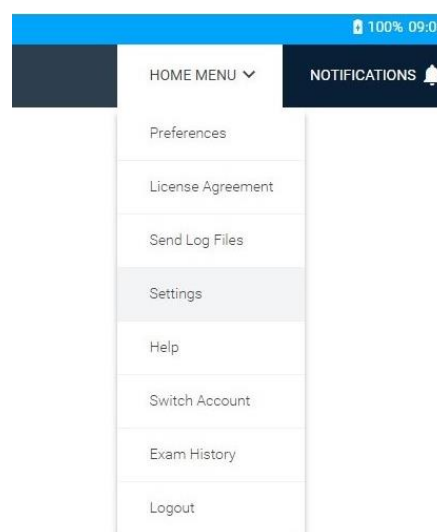 100% 09:0
HOME MENU
NOTIFICATIONS
Preferences
License Agreement
Send Log Files
Settings
Help
Switch Account
Exam History
Logout